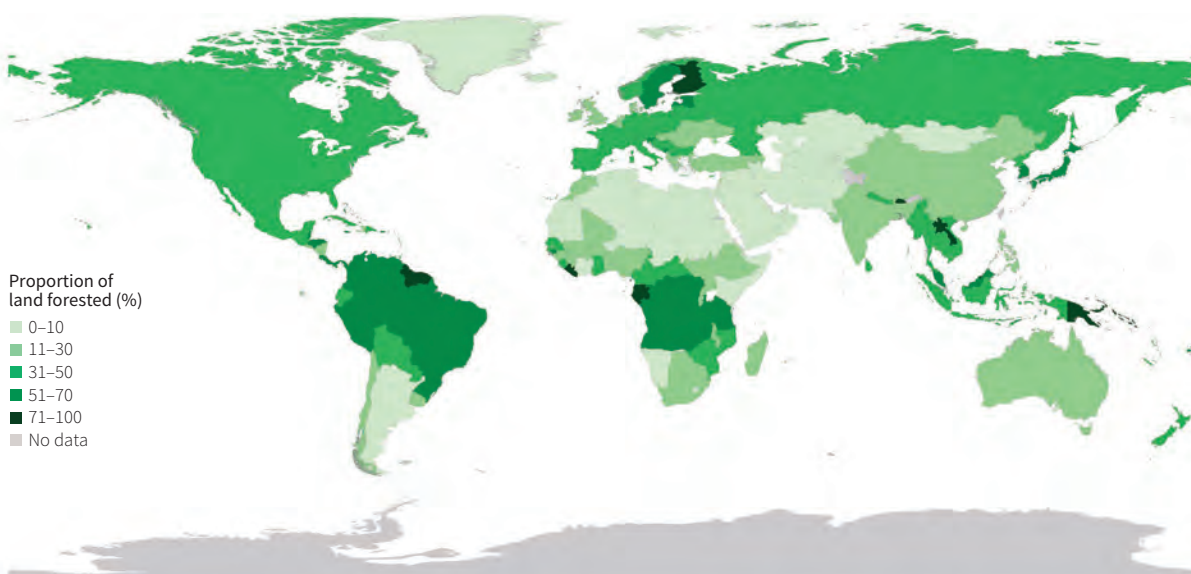 Proportion of
land forested (%)
0–10
11–30
31–50
51–70
71–100
No data